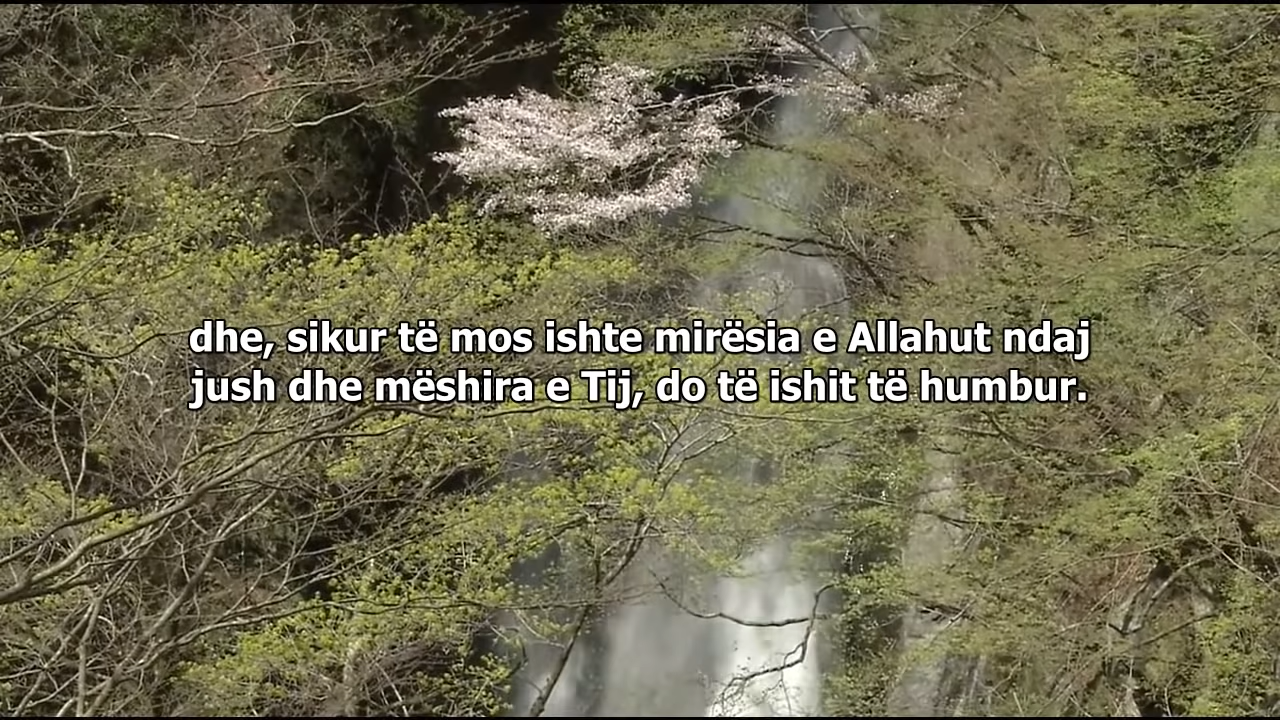 dhe, sikur të mos ishte mirësia e Allahut ndaj
jush dhe mëshira e Tij, do të ishit të humbur.